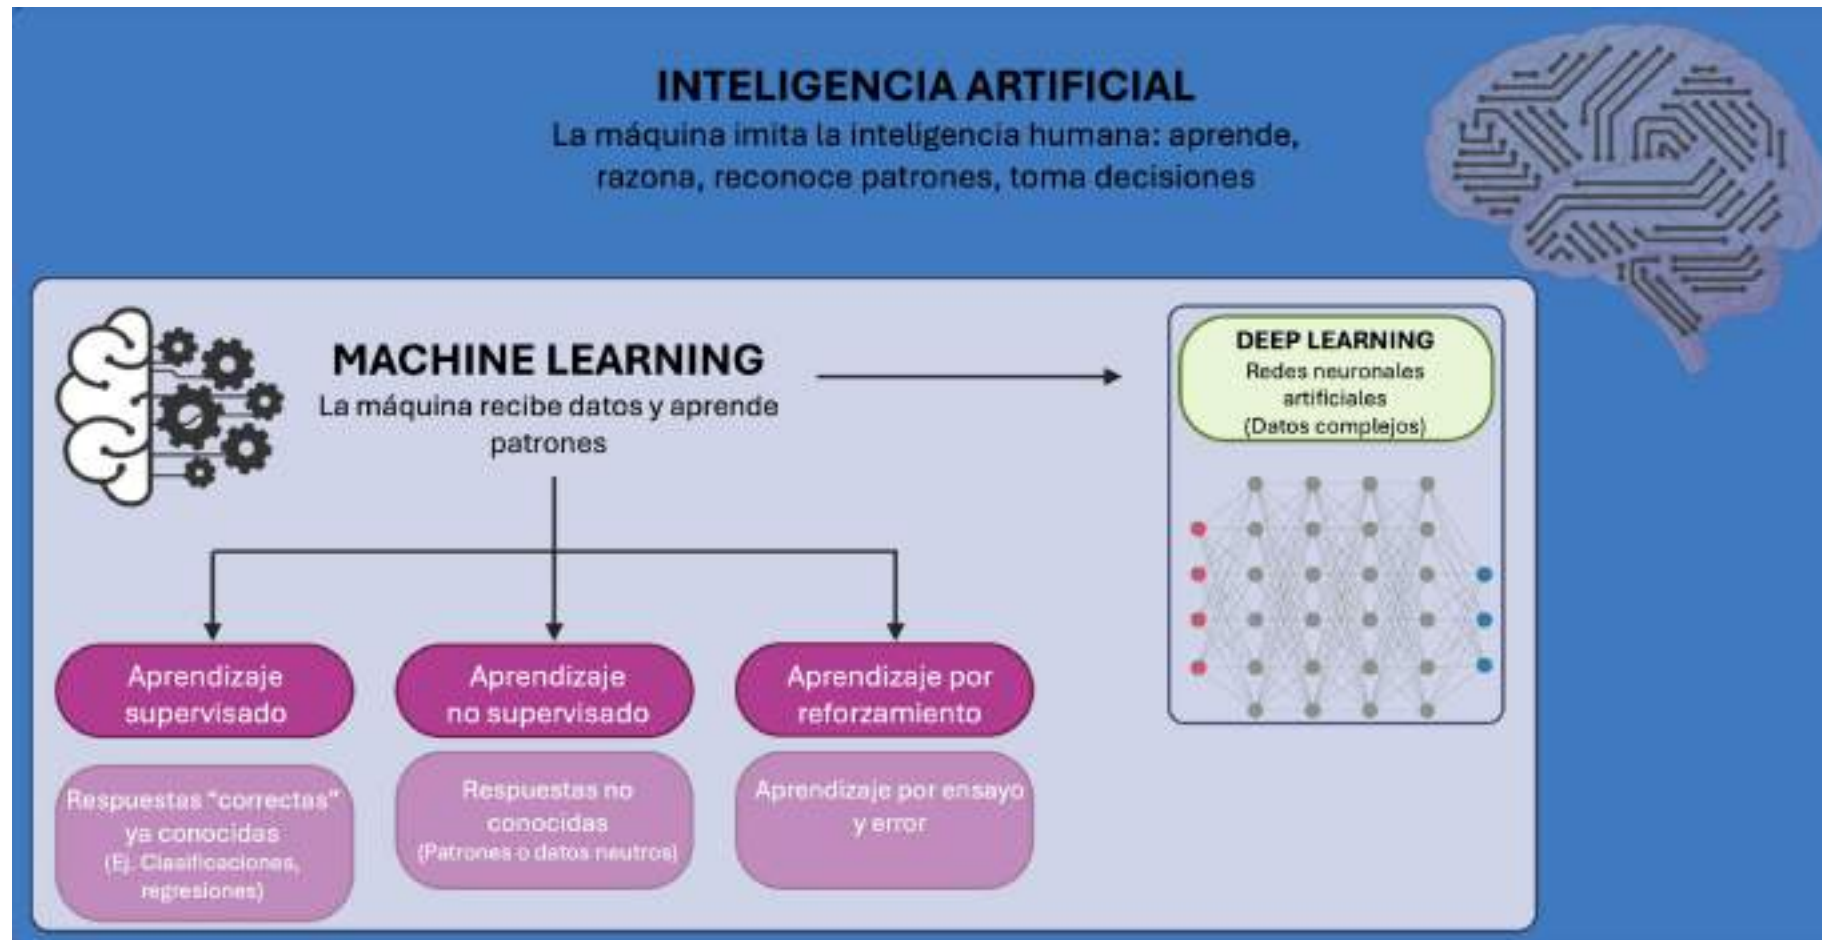 INTELIGENCIA ARTIFICIAL
La máquina imita la inteligencia humana: aprende,
razona, reconoce patrones, toma decisiones
MACHINE LEARNING
La máquina recibe datos y aprende
patrones
DEEP LEARNING
Redes neuronales
artificiales
(Datos complejos)
Aprendizaje
supervisado
Respuestas "correctas"
ya conocidas
(Ej. Clasificaciones,
regresiones)
Aprendizaje
no supervisado
Respuestas no
conocidas
(Patrones o datos neutros)
Aprendizaje por
reforzamiento
Aprendizaje por ensayo
y error